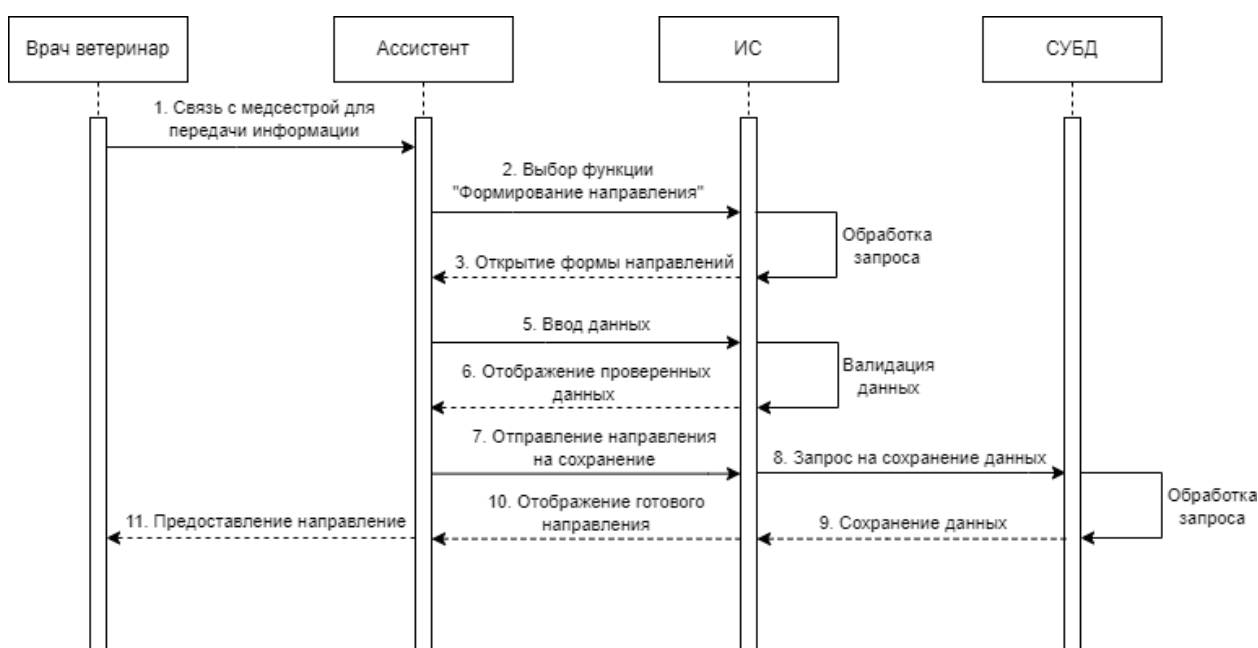 Врач ветеринар
Ассистент
ИС
СУБД
1. Связь с медсестрой для
передачи информации
2. Выбор функции
"Формирование направления"
Обработка
запроса
3. Открытие формы направлений
5. Ввод данных
Валидация
данных
6. Отображение проверенных
данных
7. Отправление направления
на сохранение
8. Запрос на сохранение данных
Обработка
запроса
9. Сохранение данных
10. Отображение готового
направления
11. Предоставление направление